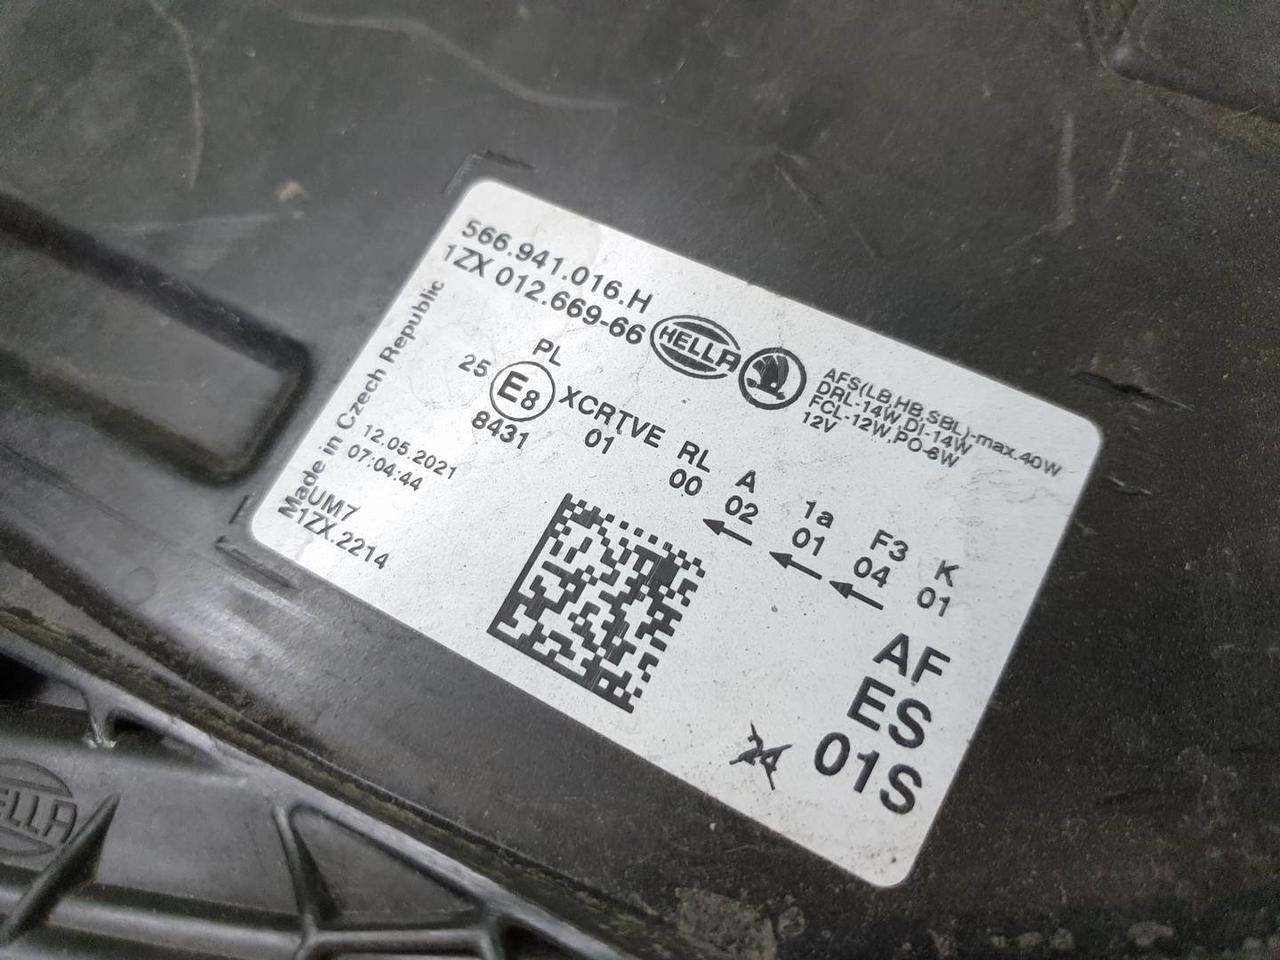 566.941.016.H
1ZX 012.669-66
HELLA
AFS(LB,HB,SBL)-max.40W
DRL-14W,DI-14W
FCL-12W,PO-6W
12V
PL
25 E8 XCRTVE RL A 1a F3 K
8431 01 00 02 01 04 01
Made in Czech Republic
12.05.2021
07:04:44
UM7
1ZX.2214
AF
ES
01S
24
HELLA